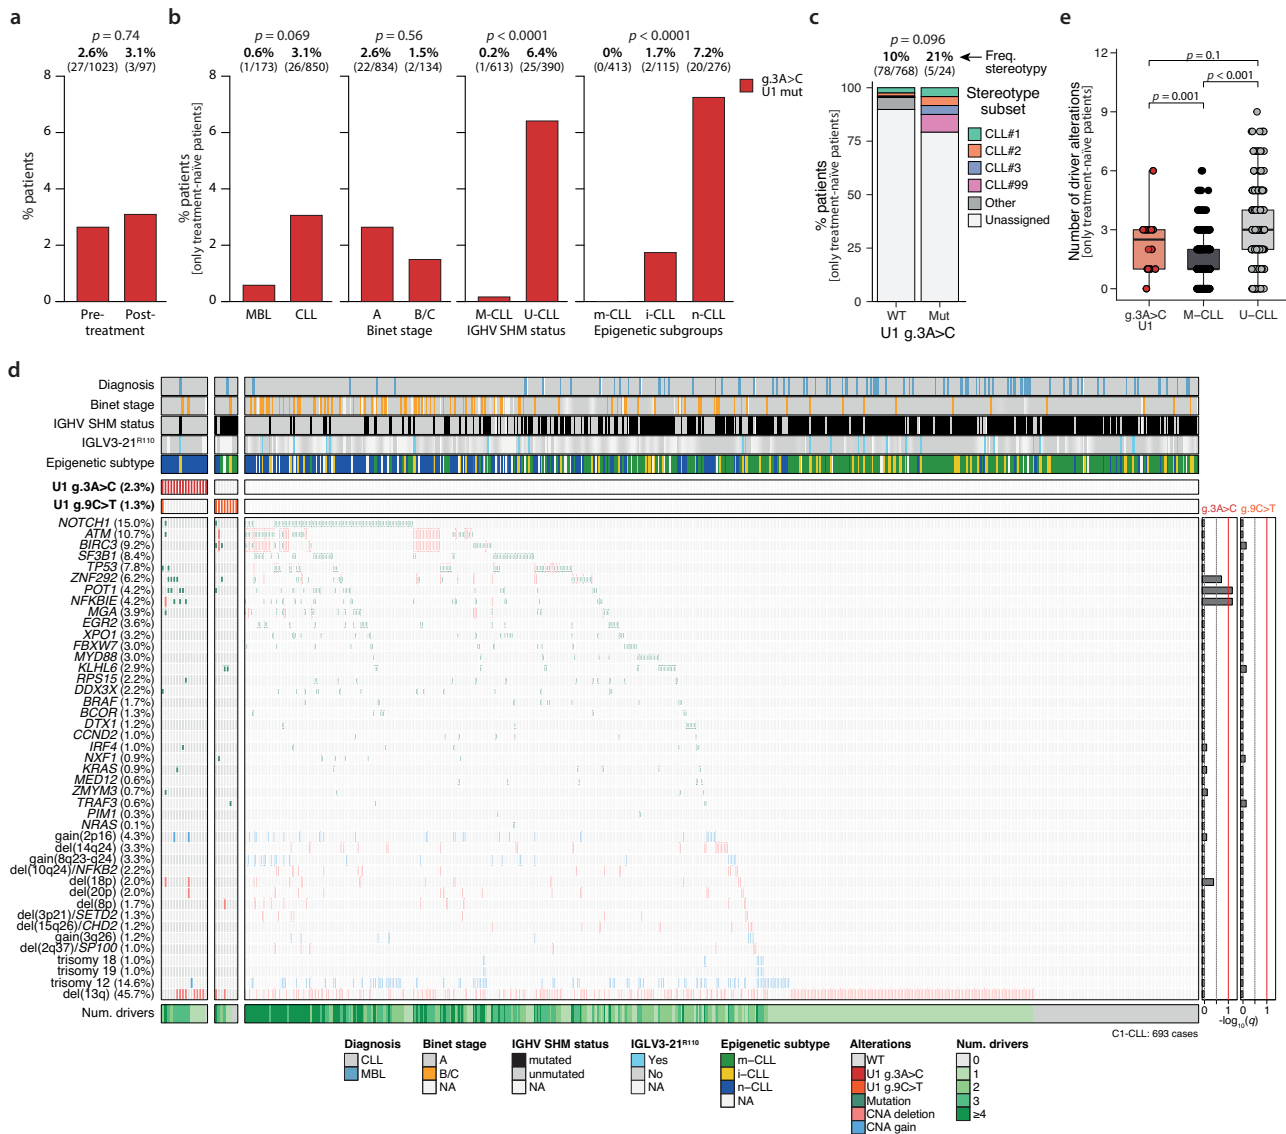 a
p = 0.74
2.6% 3.1%
(27/1023) (3/97)
% patients
8
6
4
2
0
Pre- Post-
treatment
b
p = 0.069
0.6% 3.1%
(1/173) (26/850)
p = 0.56
2.6% 1.5%
(22/834) (2/134)
p < 0.0001
0.2% 6.4%
(1/613) (25/390)
p < 0.0001
0% 1.7% 7.2%
(0/413) (2/115) (20/276)
g.3A>C
U1 mut
% patients
[only treatment-naïve patients]
8
6
4
2
0
MBL CLL
A B/C
Binet stage
M-CLL U-CLL
IGHV SHM status
m-CLL i-CLL n-CLL
Epigenetic subgroups
c
p = 0.096
10% 21%
(78/768) (5/24)
Freq.
stereotypy
Stereotype
subset
CLL#1
CLL#2
CLL#3
CLL#99
Other
Unassigned
% patients
[only treatment-naïve patients]
100
75
50
25
0
WT Mut
U1 g.3A>C
e
Number of driver alterations
[only treatment-naïve patients]
12
9
6
3
0
p = 0.1
p < 0.001
p = 0.001
g.3A>C
U1
M-CLL
U-CLL
d
Diagnosis
Binet stage
IGHV SHM status
IGLV3-21R110
Epigenetic subtype
U1 g.3A>C (2.3%)
U1 g.9C>T (1.3%)
g.3A>C g.9C>T
NOTCH1 (15.0%)
ATM (10.7%)
BIRC3 (9.2%)
SF3B1 (8.4%)
TP53 (7.8%)
ZNF292 (6.2%)
POT1 (4.2%)
NFKBIE (4.2%)
MGA (3.9%)
EGR2 (3.6%)
XPO1 (3.2%)
FBXW7 (3.0%)
MYD88 (3.0%)
KLHL6 (2.9%)
RPS15 (2.2%)
DDX3X (2.2%)
BRAF (1.7%)
BCOR (1.3%)
DTX1 (1.2%)
CCND2 (1.0%)
IRF4 (1.0%)
NXF1 (0.9%)
KRAS (0.9%)
MED12 (0.6%)
ZMYM3 (0.7%)
TRAF3 (0.6%)
PIM1 (0.3%)
NRAS (0.1%)
gain(2p16) (4.3%)
del(14q24) (3.3%)
gain(8q23-q24) (3.3%)
del(10q24)/NFKB2 (2.2%)
del(18p) (2.0%)
del(20p) (2.0%)
del(8p) (1.7%)
del(3p21)/SETD2 (1.3%)
del(15q26)/CHD2 (1.2%)
gain(3q26) (1.2%)
del(2q37)/SP100 (1.0%)
trisomy 18 (1.0%)
trisomy 19 (1.0%)
trisomy 12 (14.6%)
del(13q) (45.7%)
Num. drivers
0 1 0 1
-log10(q)
C1-CLL: 693 cases
Diagnosis
CLL
MBL
Binet stage
A
B/C
NA
IGHV SHM status
mutated
unmutated
NA
IGLV3-21R110
Yes
No
NA
Epigenetic subtype
m-CLL
i-CLL
n-CLL
NA
Alterations
WT
U1 g.3A>C
U1 g.9C>T
Mutation
CNA deletion
CNA gain
Num. drivers
0
1
2
3
≥4